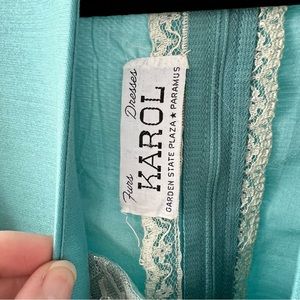 Furs Dresses
KAROL
GARDEN STATE PLAZA ★ PARAMUS